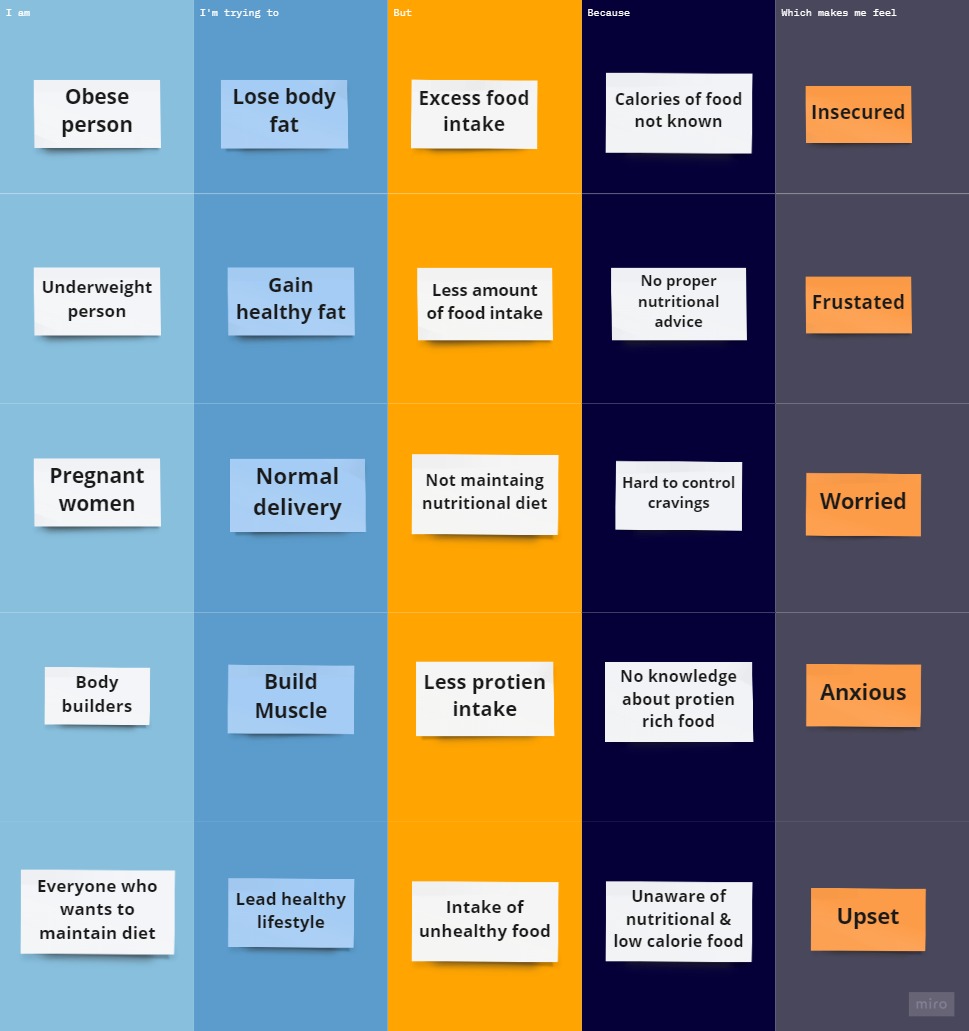 I am
I'm trying to
But
Because
Which makes me feel
Obese
person
Lose body
fat
Excess food
intake
Calories of food
not known
Insecured
Underweight
person
Gain
healthy fat
Less amount
of food intake
No proper
nutritional
advice
Frustated
Pregnant
women
Normal
delivery
Not maintaing
nutritional diet
Hard to control
cravings
Worried
Body
builders
Build
Muscle
Less protien
intake
No knowledge
about protien
rich food
Anxious
Everyone who
wants to
maintain diet
Lead healthy
lifestyle
Intake of
unhealthy food
Unaware of
nutritional &
low calorie food
Upset
miro